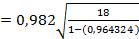 = 0,982 √(18 / 1−(0,964324))